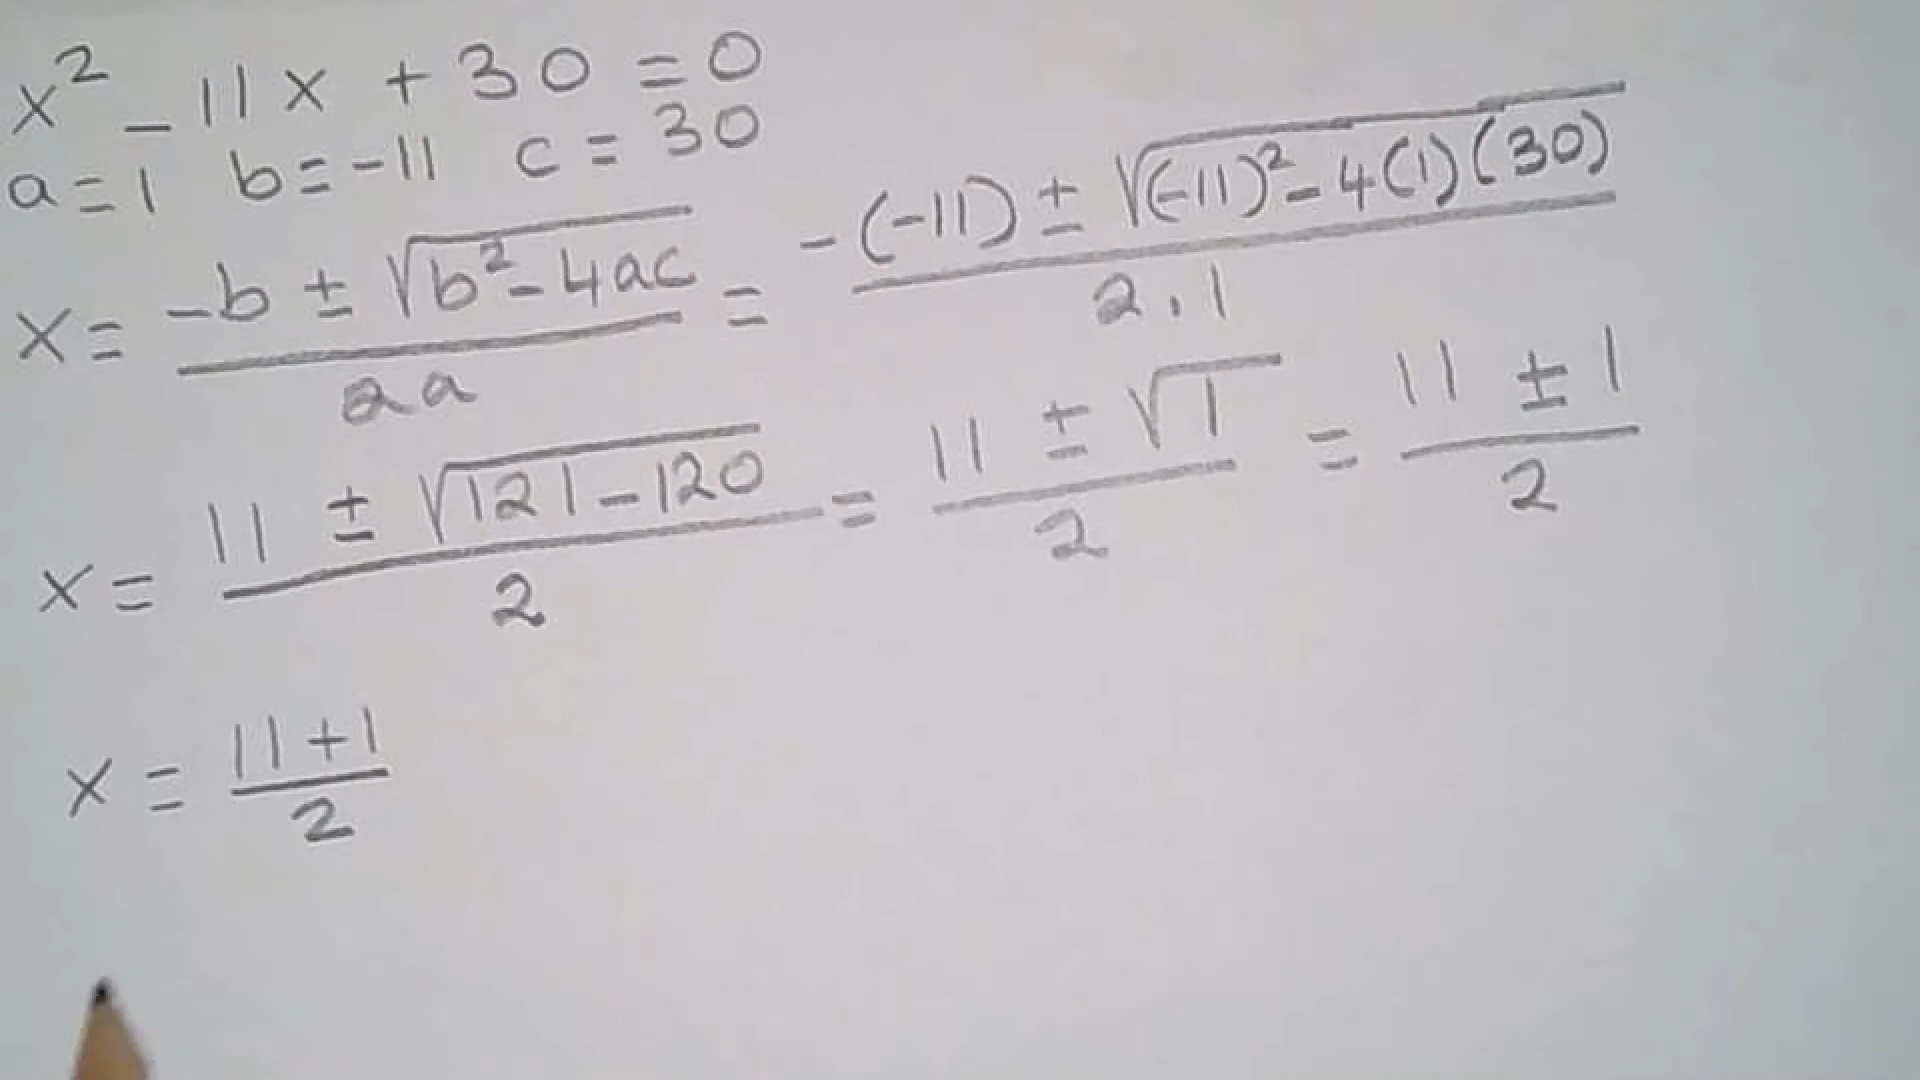 x² - 11x + 30 = 0
a = 1 b = -11 c = 30
x = (-b ± √(b² - 4ac))/(2a) = (-(-11) ± √((-11)² - 4(1)(30)))/(2.1)
x = (11 ± √(121 - 120))/2 = (11 ± √1)/2 = (11 ± 1)/2
x = (11 + 1)/2